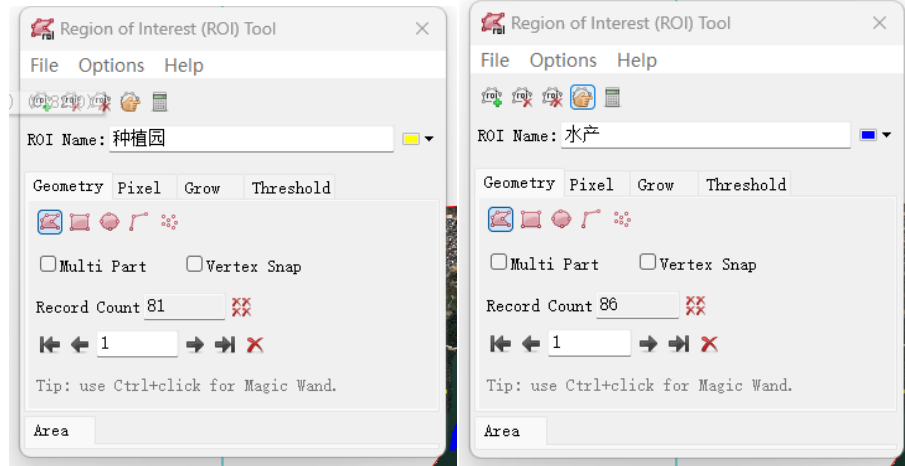 Region of Interest (ROI) Tool
File Options Help
ROI Name: 种植园
Geometry Pixel Grow Threshold
Multi Part Vertex Snap
Record Count 81
1
Tip: use Ctrl+click for Magic Wand.
Area
Region of Interest (ROI) Tool
File Options Help
ROI Name: 水产
Geometry Pixel Grow Threshold
Multi Part Vertex Snap
Record Count 86
1
Tip: use Ctrl+click for Magic Wand.
Area